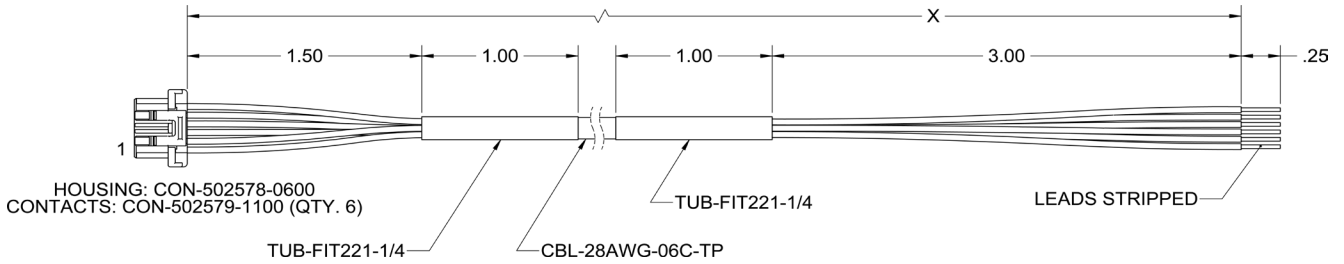 X
1.50
1.00
1.00
3.00
.25
1
HOUSING: CON-502578-0600
CONTACTS: CON-502579-1100 (QTY. 6)
TUB-FIT221-1/4
LEADS STRIPPED
TUB-FIT221-1/4
CBL-28AWG-06C-TP